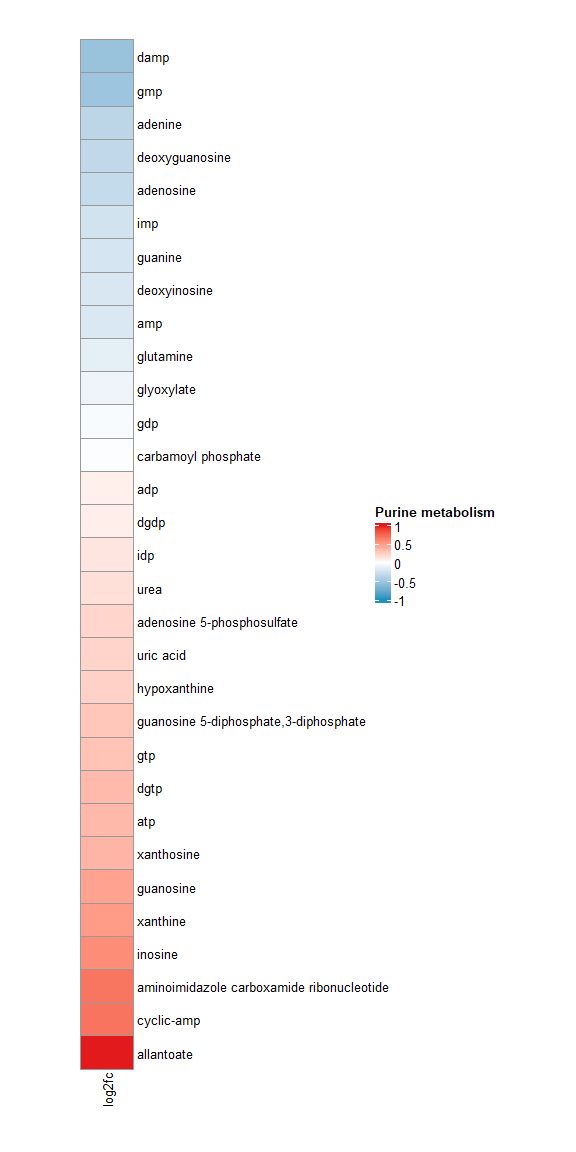 damp
gmp
adenine
deoxyguanosine
adenosine
imp
guanine
deoxyinosine
amp
glutamine
glyoxylate
gdp
carbamoyl phosphate
adp
dgdp
idp
urea
adenosine 5-phosphosulfate
uric acid
hypoxanthine
guanosine 5-diphosphate,3-diphosphate
gtp
dgtp
atp
xanthosine
guanosine
xanthine
inosine
aminoimidazole carboxamide ribonucleotide
cyclic-amp
allantoate
log2fc
Purine metabolism
1
0.5
0
-0.5
-1